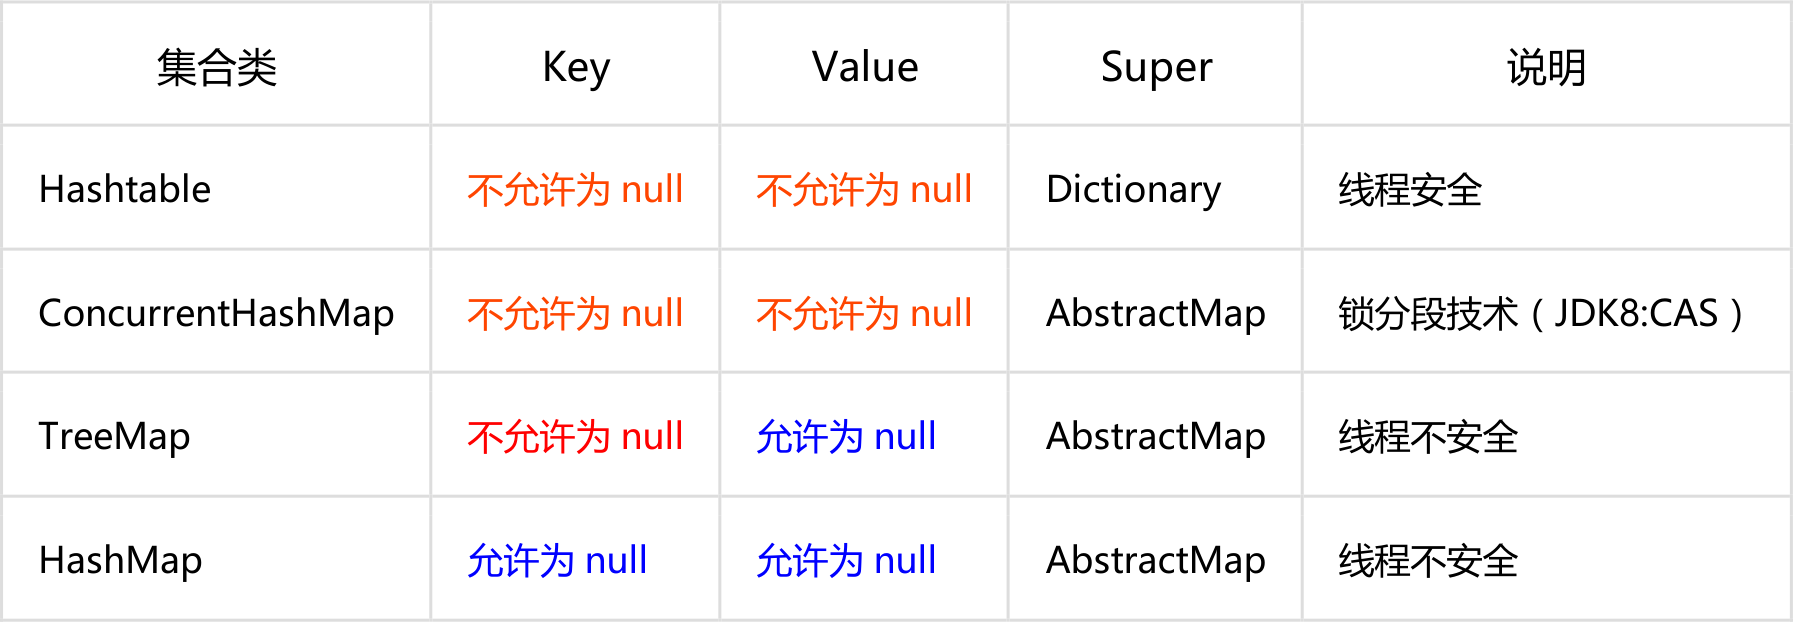 集合类 Key Value Super 说明
Hashtable 不允许为 null 不允许为 null Dictionary 线程安全
ConcurrentHashMap 不允许为 null 不允许为 null AbstractMap 锁分段技术（JDK8:CAS）
TreeMap 不允许为 null 允许为 null AbstractMap 线程不安全
HashMap 允许为 null 允许为 null AbstractMap 线程不安全